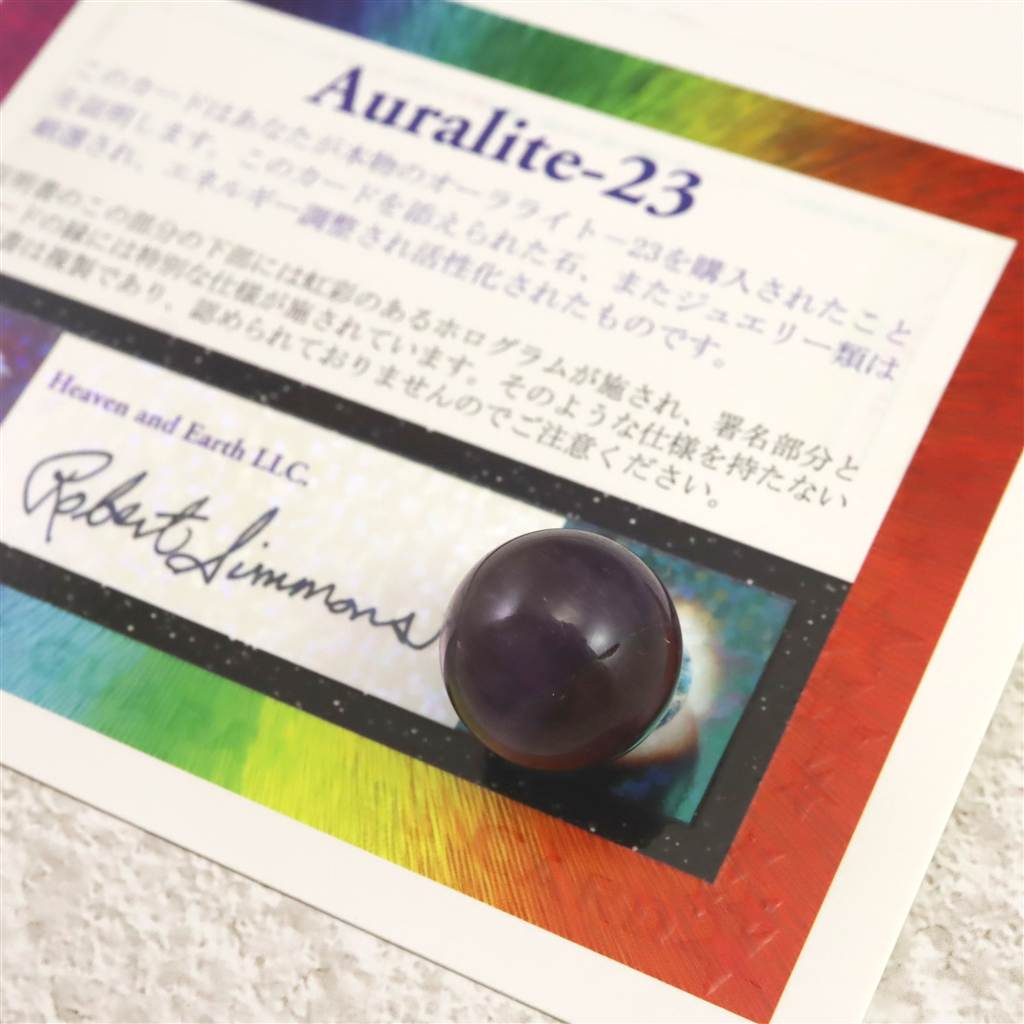 Auralite-23
このカードはあなたが本物のオーラライトー23を購入されたこと
を証明します。このカードを添えられた石、またジュエリー類は
厳選され、エネルギー調整され活性化されたものです。
明書のこの部分の下部には虹彩のあるホログラムが施され、署名部分と
ードの縁には特別な仕様が施されています。そのような仕様を持たない
書は複製であり、認められておりませんのでご注意ください。
Heaven and Earth LLC.
Robert Simmons